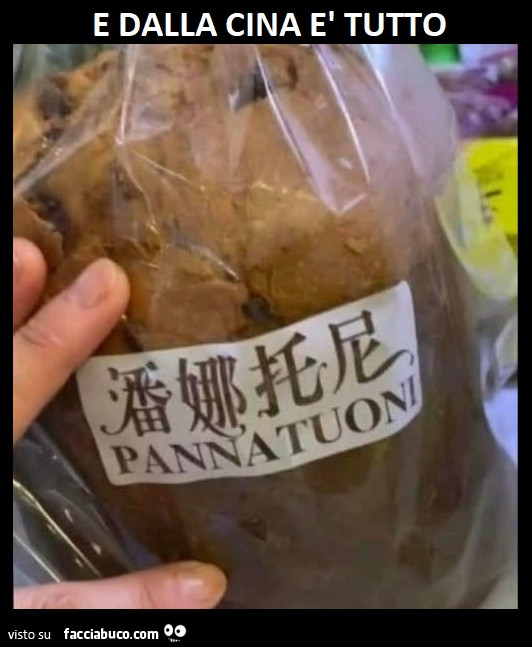 E DALLA CINA E' TUTTO
潘娜托尼
PANNATUONI
visto su facciabuco.com